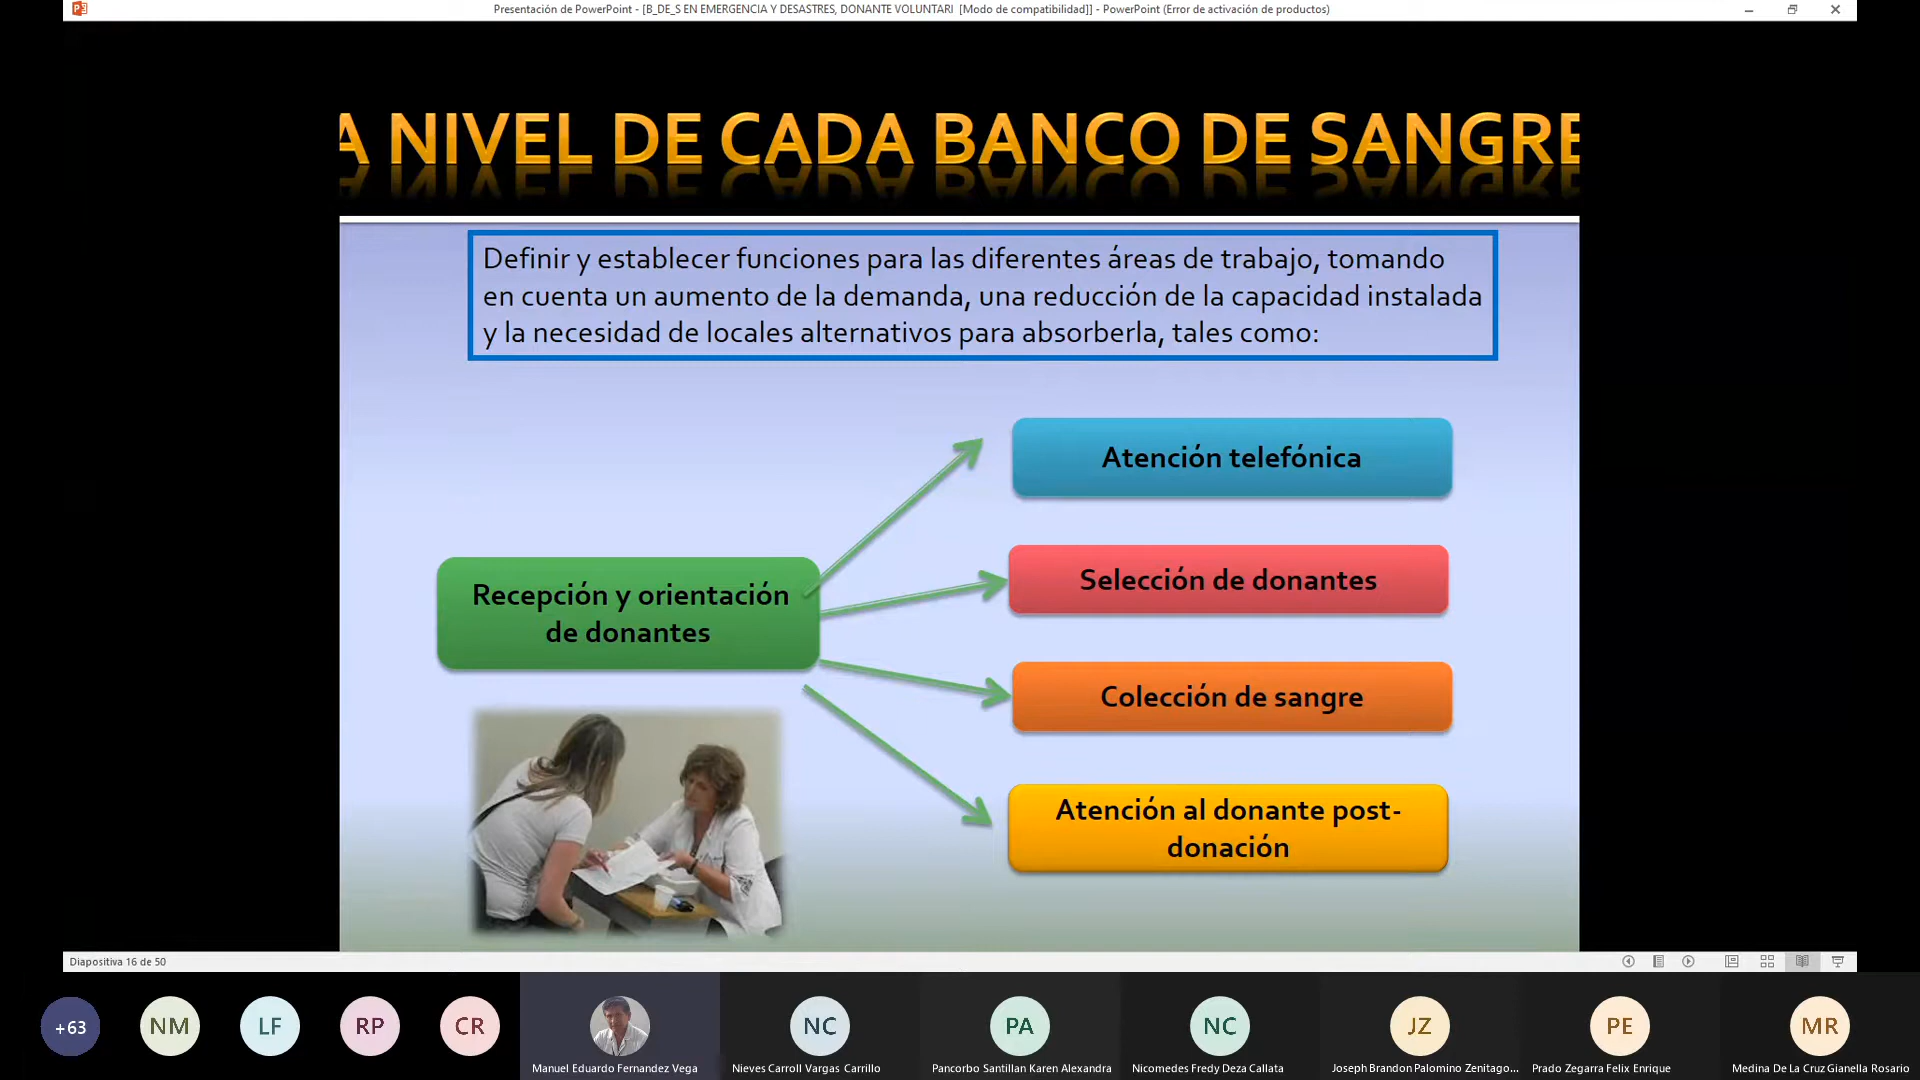 Presentación de PowerPoint - [B_DE_S EN EMERGENCIA Y DESASTRES, DONANTE VOLUNTARI [Modo de compatibilidad]] - PowerPoint (Error de activación de productos)
A NIVEL DE CADA BANCO DE SANGRE
Definir y establecer funciones para las diferentes áreas de trabajo, tomando
en cuenta un aumento de la demanda, una reducción de la capacidad instalada
y la necesidad de locales alternativos para absorberla, tales como:
Atención telefónica
Recepción y orientación
de donantes
Selección de donantes
Colección de sangre
Atención al donante post-
donación
Diapositiva 16 de 50
+63
NM
LF
RP
CR
NC
PA
NC
JZ
PE
MR
Manuel Eduardo Fernandez Vega
Nieves Carroll Vargas Carrillo
Pancorbo Santillan Karen Alexandra
Nicomedes Fredy Deza Callata
Joseph Brandon Palomino Zenitago...
Prado Zegarra Felix Enrique
Medina De La Cruz Gianella Rosario